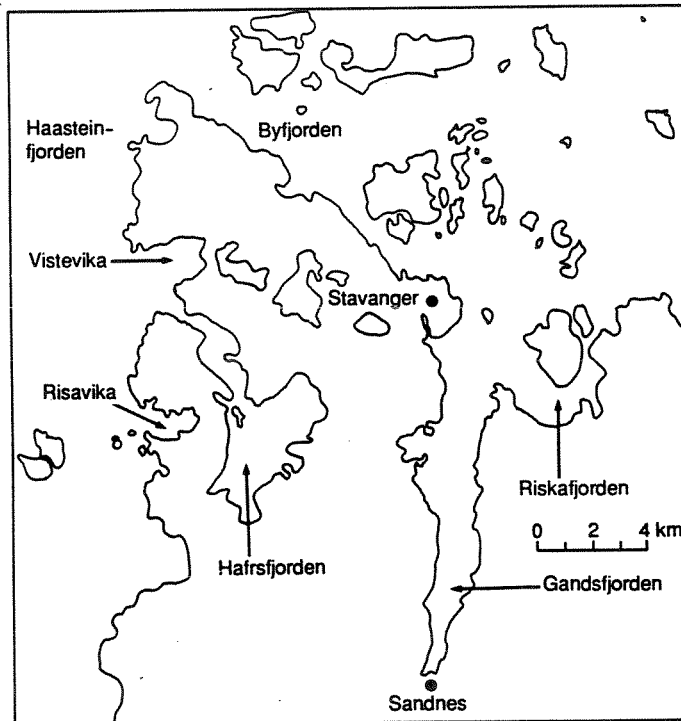 Haastein-
fjorden
Byfjorden
Vistevika
Stavanger
Risavika
Riskafjorden
0 2 4 km
Hafrsfjorden
Gandsfjorden
Sandnes